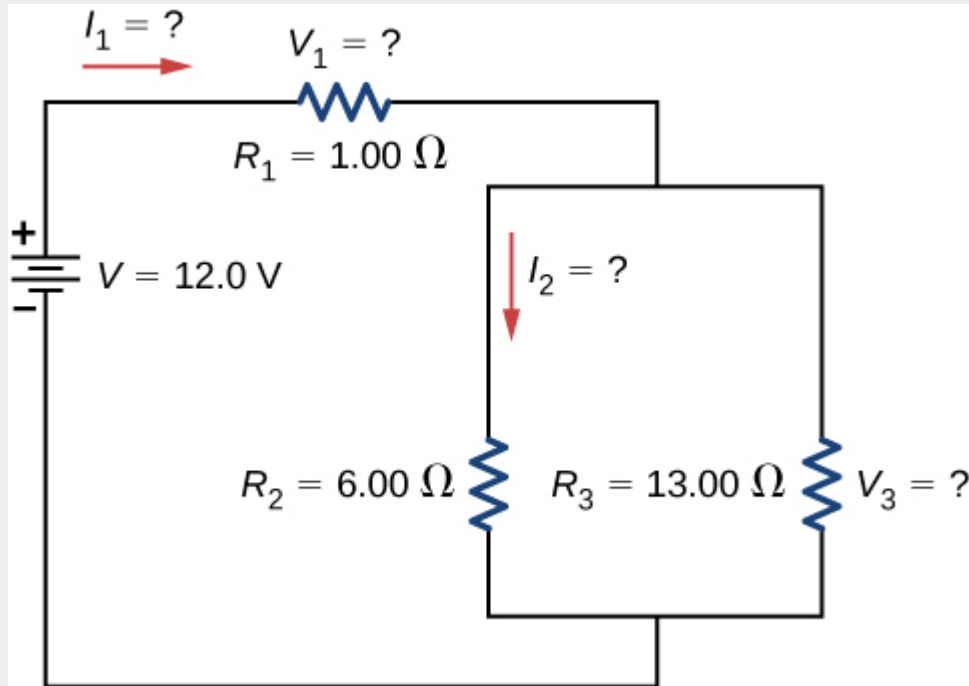 I₁ = ?
V₁ = ?
R₁ = 1.00 Ω
+
V = 12.0 V
−
I₂ = ?
R₂ = 6.00 Ω
R₃ = 13.00 Ω
V₃ = ?